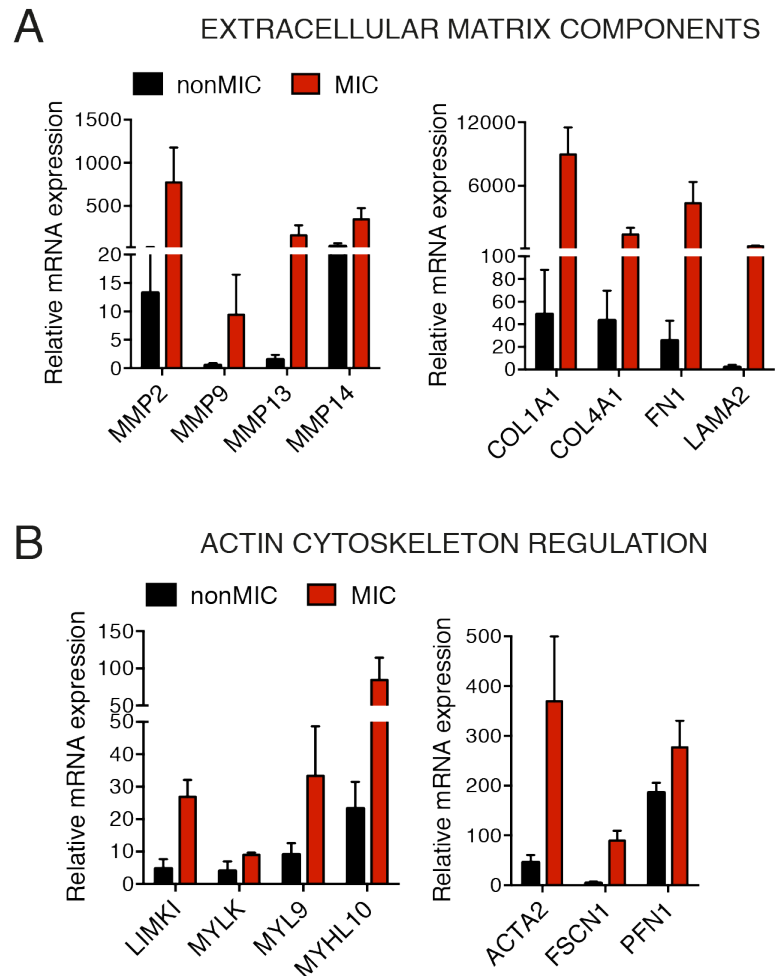 A EXTRACELLULAR MATRIX COMPONENTS
nonMIC MIC
Relative mRNA expression
1500
1000
500
20
15
10
5
0
MMP2 MMP9 MMP13 MMP14
Relative mRNA expression
12000
6000
100
80
60
40
20
0
COL1A1 COL4A1 FN1 LAMA2
B ACTIN CYTOSKELETON REGULATION
nonMIC MIC
Relative mRNA expression
150
100
50
50
40
30
20
10
0
LIMKI MYLK MYL9 MYHL10
Relative mRNA expression
500
400
300
200
100
0
ACTA2 FSCN1 PFN1